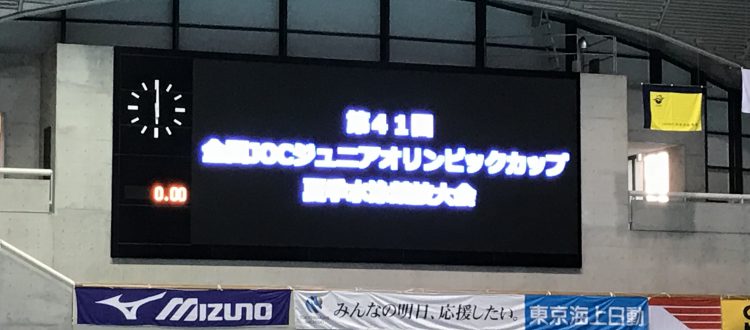 第41回
全国JOCジュニアオリンピックカップ
夏季水泳競技大会
0.00
MIZUNO
みんなの明日、応援したい。
東京海上日動